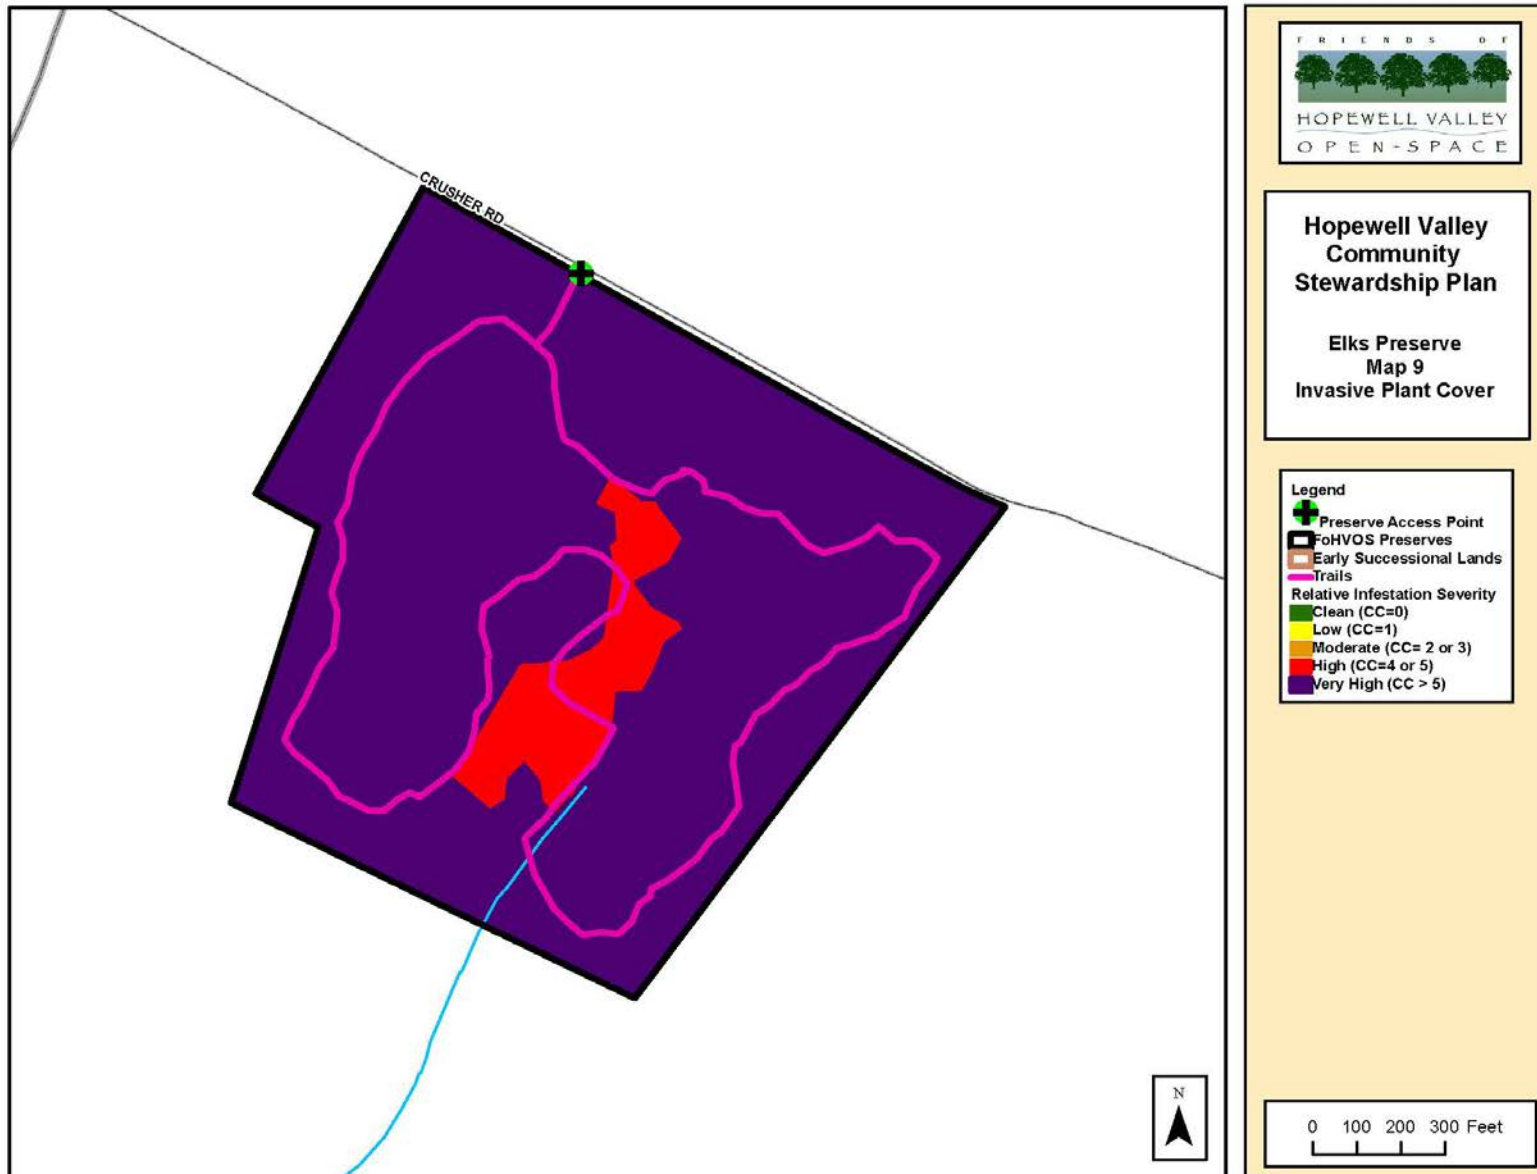 CRUSHER RD
N
FRIENDS OF
HOPEWELL VALLEY
OPEN-SPACE
Hopewell Valley
Community
Stewardship Plan
Elks Preserve
Map 9
Invasive Plant Cover
Legend
Preserve Access Point
FoHVOS Preserves
Early Successional Lands
Trails
Relative Infestation Severity
Clean (CC=0)
Low (CC=1)
Moderate (CC= 2 or 3)
High (CC=4 or 5)
Very High (CC > 5)
0 100 200 300 Feet